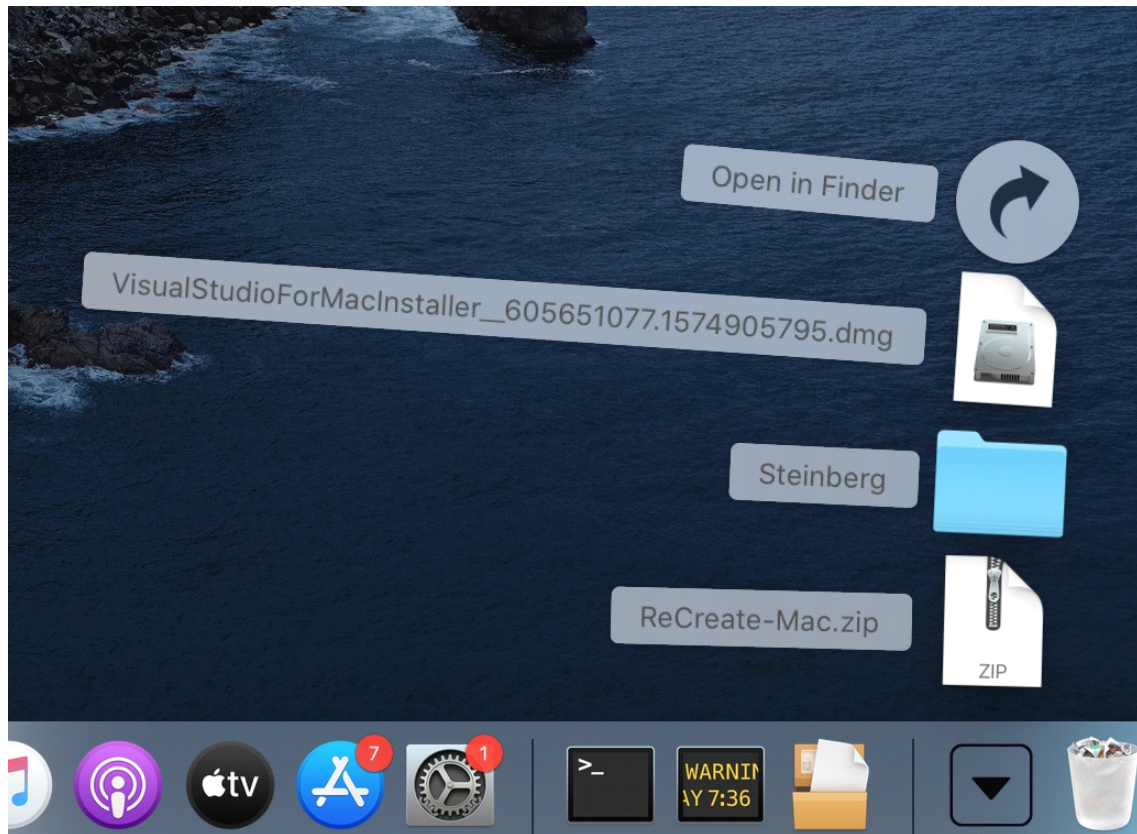 Open in Finder
VisualStudioForMacInstaller__605651077.1574905795.dmg
Steinberg
ReCreate-Mac.zip
ZIP
tv
7
1
>_
WARNIN
AY 7:36